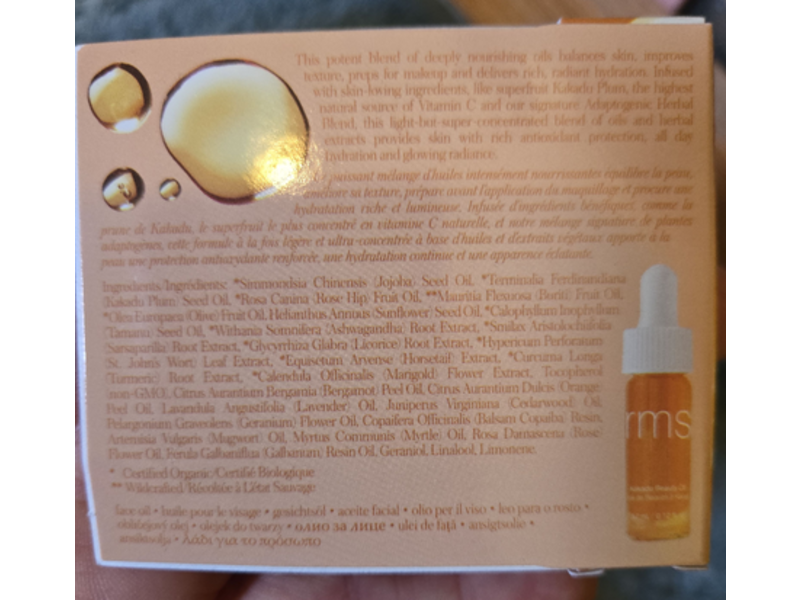 This potent blend of deeply nourishing oils balances skin, improves
texture, preps for makeup and delivers rich, radiant hydration. Infused
with skin-loving ingredients, like superfruit Kakadu Plum, the highest
natural source of Vitamin C and our signature Adaptogenic Herbal
Blend, this light-but-super-concentrated blend of oils and herbal
extracts provides skin with rich antioxidant protection, all day
hydration and glowing radiance.
puissant mélange d'huiles intensément nourrissantes équilibre la peau,
améliore sa texture, prépare avant l'application du maquillage et procure une
hydratation riche et lumineuse. Infusée d'ingrédients bénéfiques, comme la
prune de Kakadu, le superfruit le plus concentré en vitamine C naturelle, et notre mélange signature de plantes
adaptogènes, cette formule à la fois légère et ultra-concentrée à base d'huiles et d'extraits végétaux apporte à la
peau une protection antioxydante renforcée, une hydratation continue et une apparence éclatante.
Ingredients/Ingrédients: *Simmondsia Chinensis (Jojoba) Seed Oil, *Terminalia Ferdinandiana
(Kakadu Plum) Seed Oil, *Rosa Canina (Rose Hip) Fruit Oil, **Mauritia Flexuosa (Buriti) Fruit Oil,
*Olea Europaea (Olive) Fruit Oil, Helianthus Annuus (Sunflower) Seed Oil, *Calophyllum Inophyllum
(Tamanu) Seed Oil, *Withania Somnifera (Ashwagandha) Root Extract, *Smilax Aristolochiifolia
(Sarsaparilla) Root Extract, *Glycyrrhiza Glabra (Licorice) Root Extract, *Hypericum Perforatum
(St. John's Wort) Leaf Extract, *Equisetum Arvense (Horsetail) Extract, *Curcuma Longa
(Turmeric) Root Extract, *Calendula Officinalis (Marigold) Flower Extract, Tocopherol
(non-GMO), Citrus Aurantium Bergamia (Bergamot) Peel Oil, Citrus Aurantium Dulcis (Orange)
Peel Oil, Lavandula Angustifolia (Lavender) Oil, Juniperus Virginiana (Cedarwood) Oil,
Pelargonium Graveolens (Geranium) Flower Oil, Copaifera Officinalis (Balsam Copaiba) Resin,
Artemisia Vulgaris (Mugwort) Oil, Myrtus Communis (Myrtle) Oil, Rosa Damascena (Rose)
Flower Oil, Ferula Galbaniflua (Galbanum) Resin Oil, Geraniol, Linalool, Limonene.
* Certified Organic/Certifié Biologique
** Wildcrafted/Récoltée à L'état Sauvage
face oil • huile pour le visage • gesichtsöl • aceite facial • olio per il viso • óleo para o rosto •
obličejový olej • olejek do twarzy • олио за лице • ulei de față • ansigtsolie •
ansiktsolja • λάδι για το πρόσωπο
rms